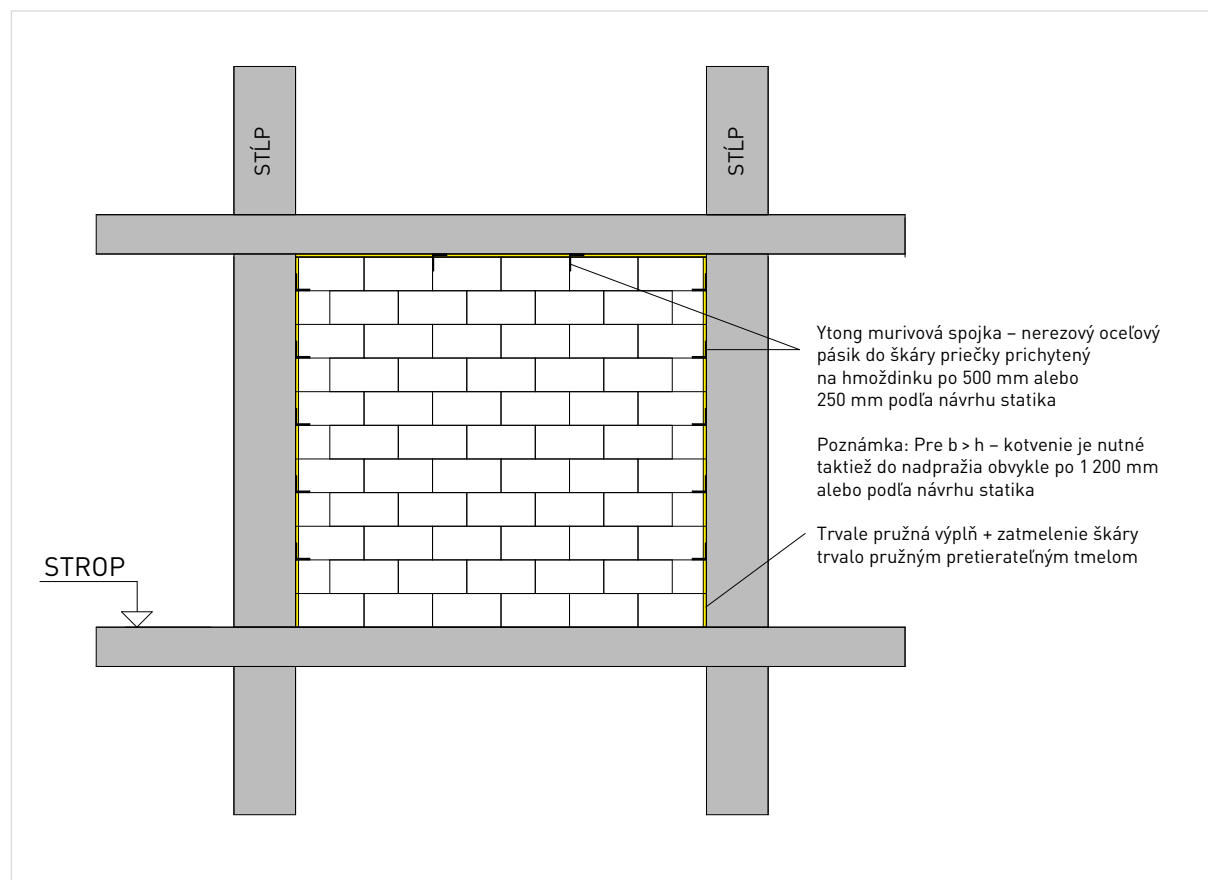 STĹP
STĹP
Ytong murivová spojka – nerezový oceľový
pásik do škáry priečky prichytený
na hmoždinku po 500 mm alebo
250 mm podľa návrhu statika
Poznámka: Pre b > h – kotvenie je nutné
taktiež do nadpražia obvykle po 1 200 mm
alebo podľa návrhu statika
Trvale pružná výplň + zatmelenie škáry
trvalo pružným pretierateľným tmelom
STROP